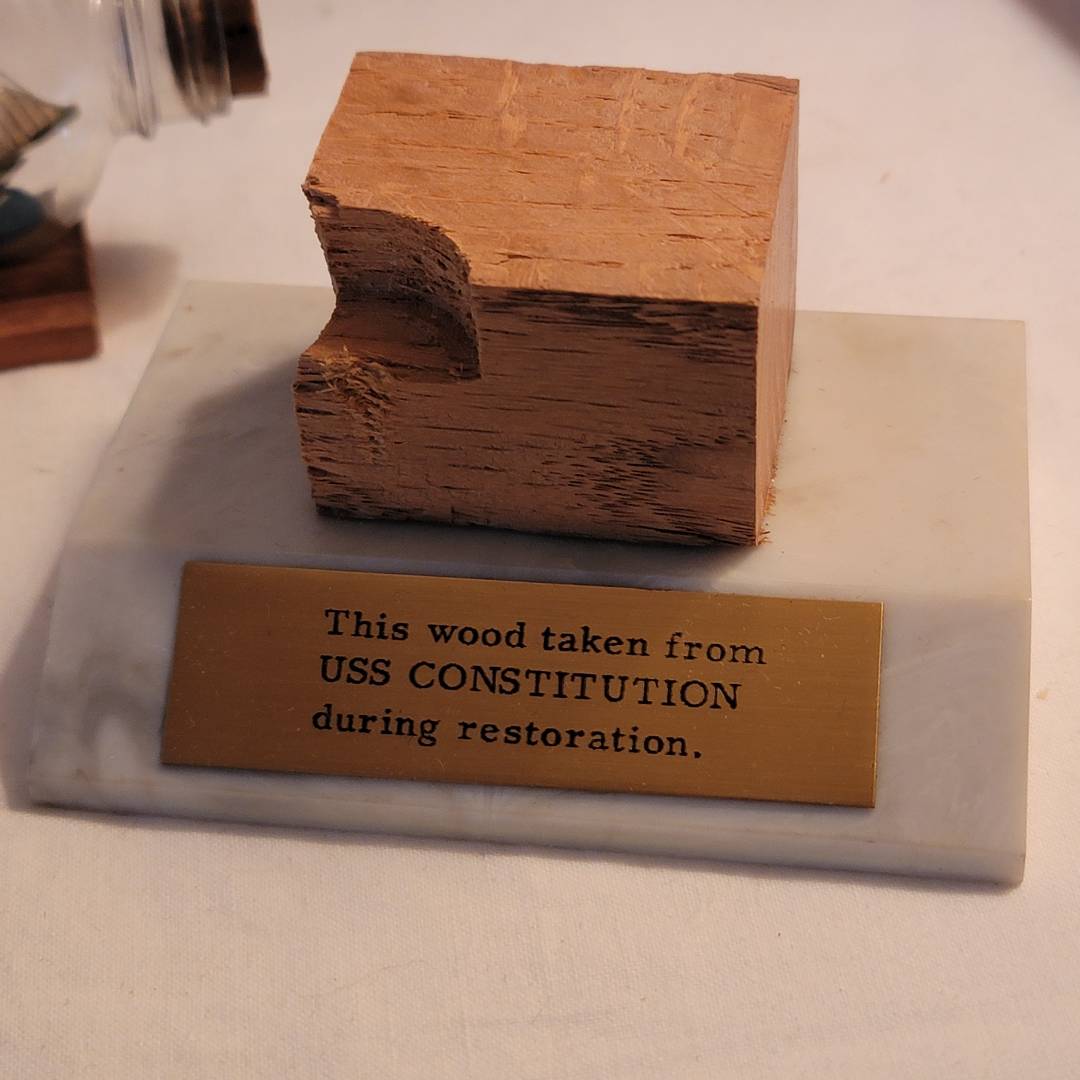 This wood taken from
USS CONSTITUTION
during restoration.